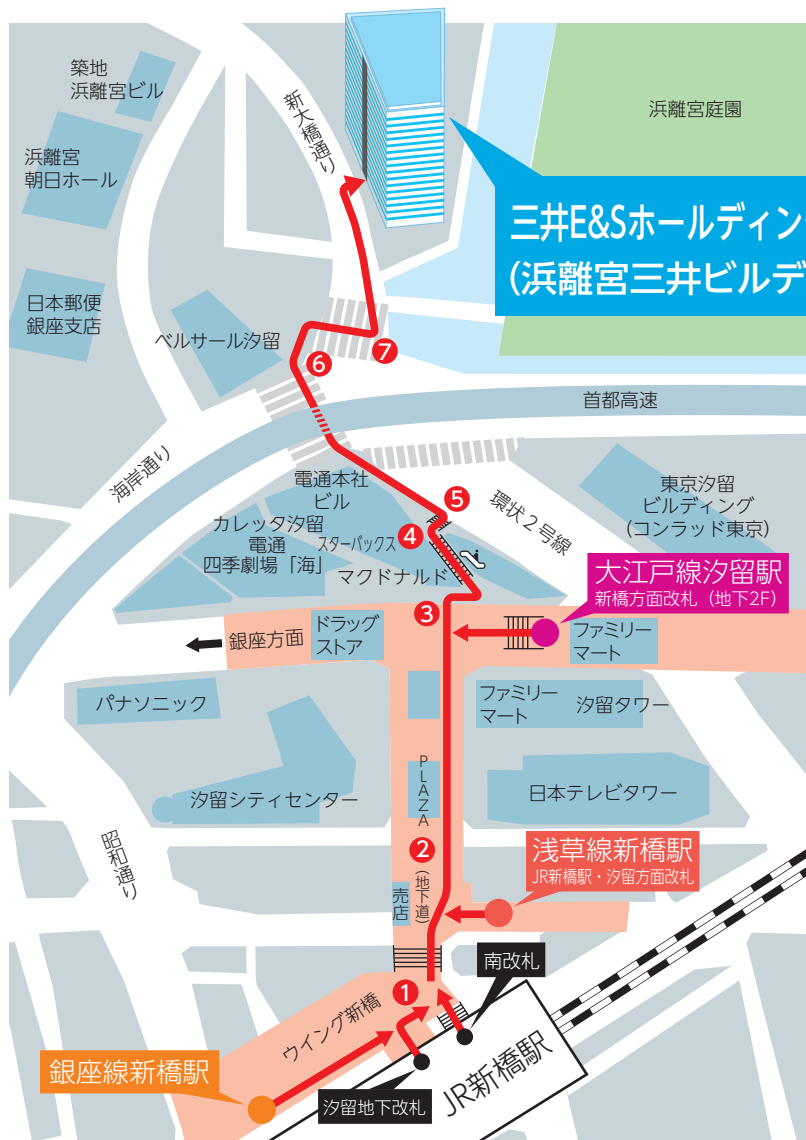 築地
浜離宮ビル
浜離宮
朝日ホール
新大橋通り
浜離宮庭園
三井E&Sホールディン
(浜離宮三井ビルデ
日本郵便
銀座支店
ベルサール汐留
❼
❻
首都高速
海岸通り
電通本社
ビル
❺
環状２号線
東京汐留
ビルディング
(コンラッド東京)
カレッタ汐留
電通
四季劇場「海」
スターバックス
❹
マクドナルド
大江戸線汐留駅
新橋方面改札（地下2F）
❸
銀座方面
ドラッグ
ストア
ファミリー
マート
パナソニック
ファミリー
マート
汐留タワー
PLAZA
汐留シティセンター
日本テレビタワー
昭和通り
❷
(地下道)
浅草線新橋駅
JR新橋駅・汐留方面改札
売店
南改札
❶
ウイング新橋
銀座線新橋駅
汐留地下改札
JR新橋駅